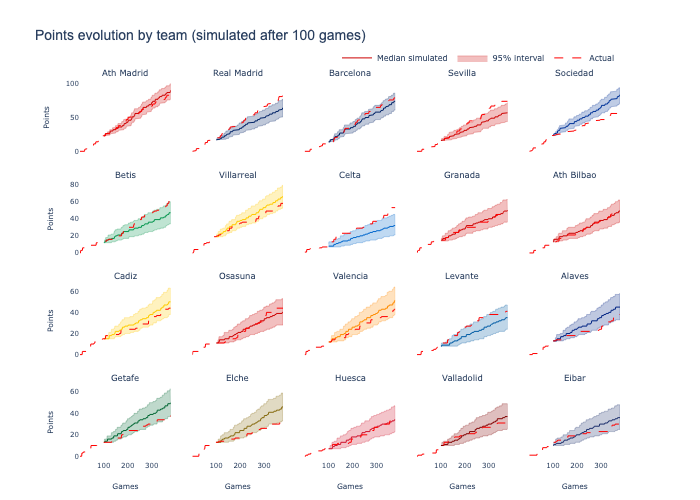 Points evolution by team (simulated after 100 games)
Median simulated 95% interval Actual
Ath Madrid Real Madrid Barcelona Sevilla Sociedad
100
50
0
Points
Betis Villarreal Celta Granada Ath Bilbao
80
60
40
20
0
Points
Cadiz Osasuna Valencia Levante Alaves
60
40
20
0
Points
Getafe Elche Huesca Valladolid Eibar
60
40
20
0
Points
100 200 300 100 200 300 100 200 300 100 200 300 100 200 300
Games Games Games Games Games